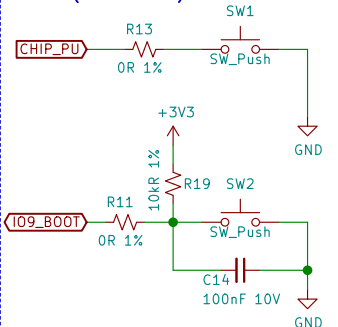 SW1
R13
CHIP_PU
0R 1%
SW_Push
+3V3
GND
10kR 1%
R19
SW2
R11
IO9_BOOT
0R 1%
SW_Push
C14
100nF 10V
GND